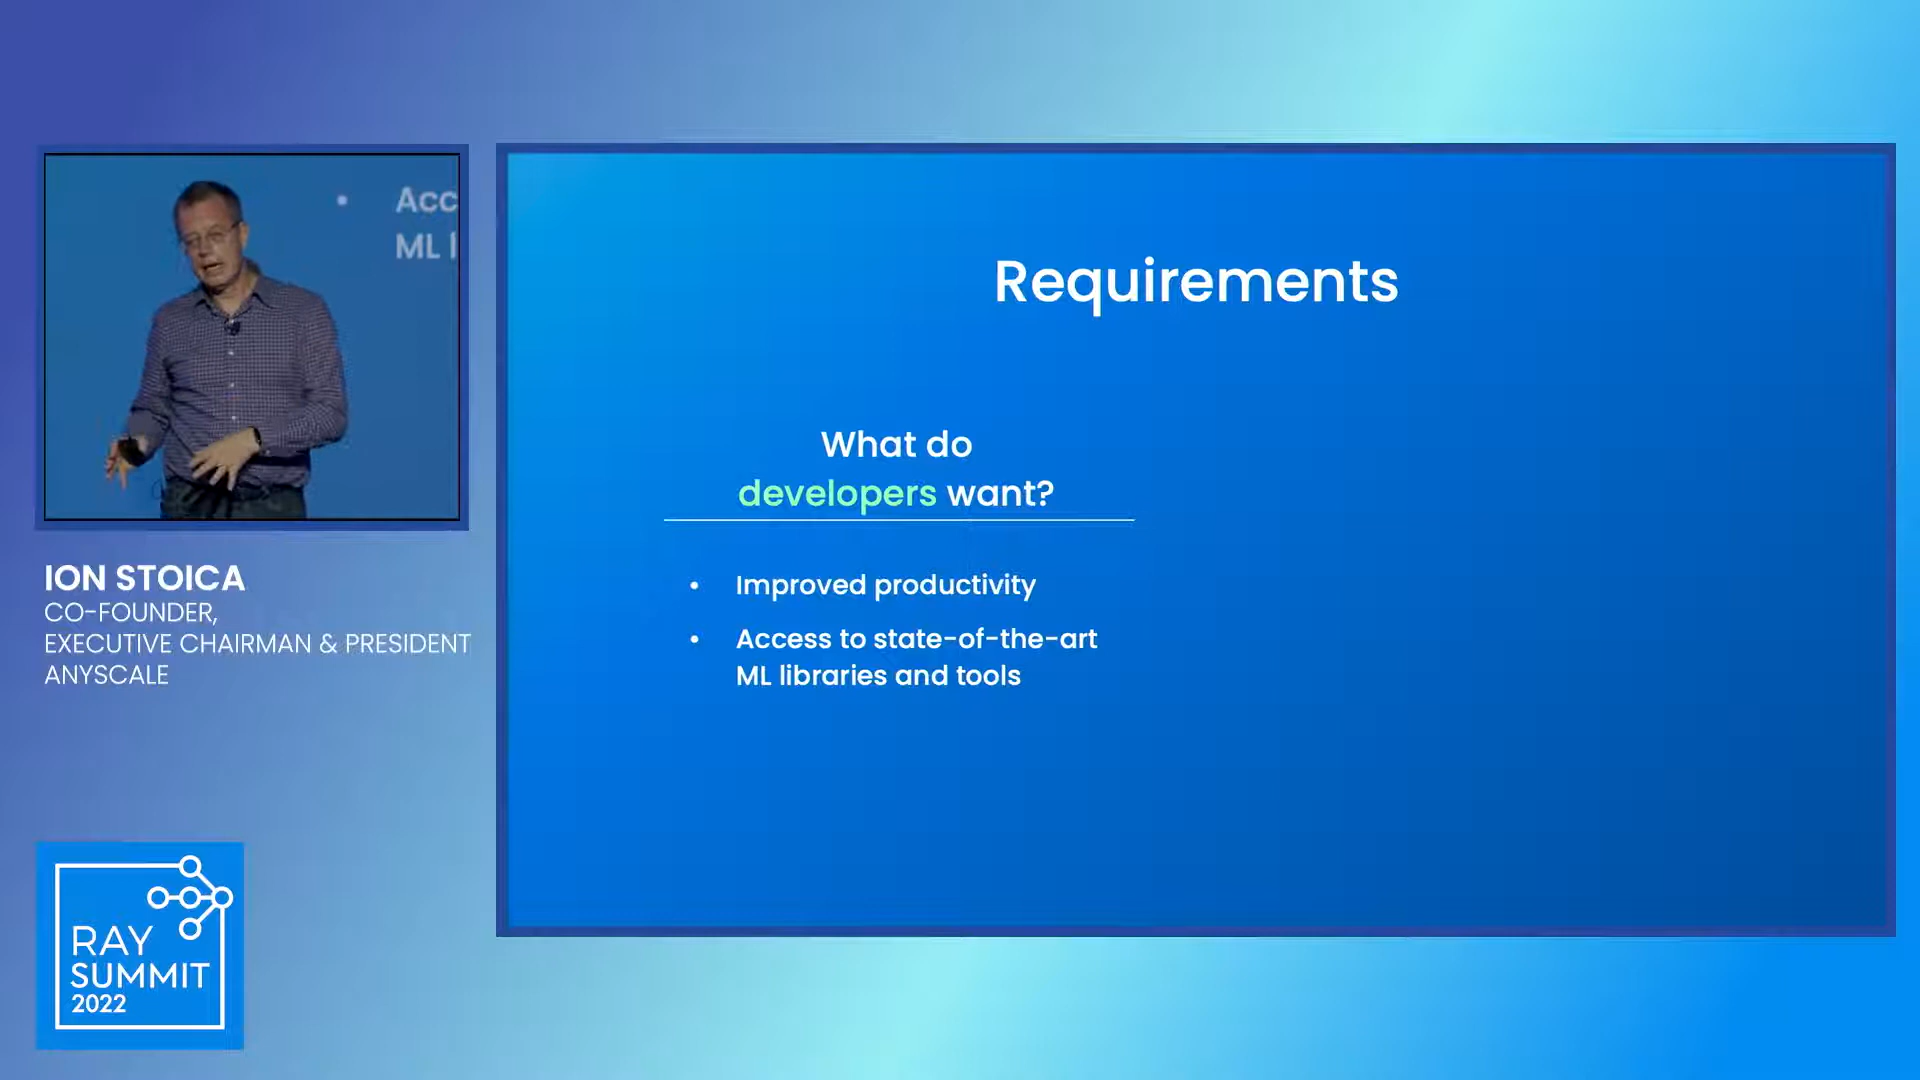 • Acc
ML l
ION STOICA
CO-FOUNDER,
EXECUTIVE CHAIRMAN & PRESIDENT
ANYSCALE
RAY
SUMMIT
2022
Requirements
What do
developers want?
• Improved productivity
• Access to state-of-the-art
ML libraries and tools